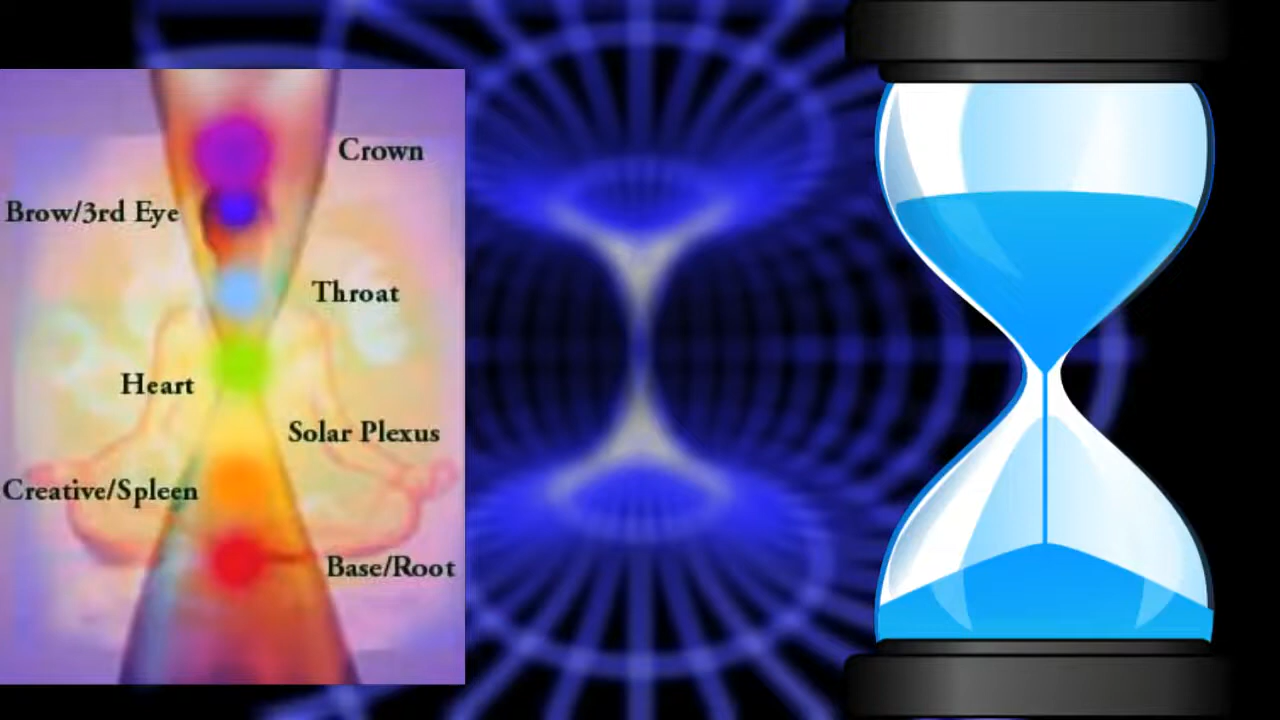 Crown
Brow/3rd Eye
Throat
Heart
Solar Plexus
Creative/Spleen
Base/Root